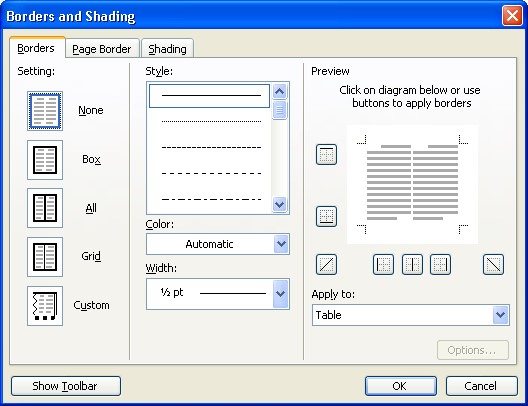 Borders and Shading
Borders
Page Border
Shading
Setting:
None
Box
All
Grid
Custom
Style:
Color:
Automatic
Width:
½ pt
Preview
Click on diagram below or use
buttons to apply borders
Apply to:
Table
Options...
Show Toolbar
OK
Cancel